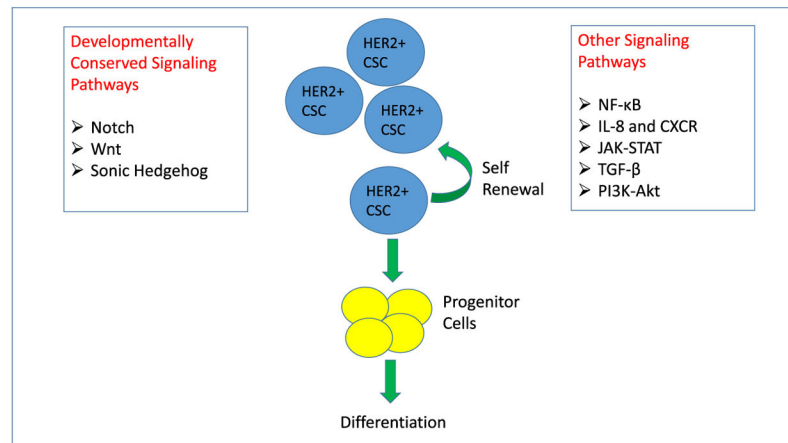 Developmentally
Conserved Signaling
Pathways
➢ Notch
➢ Wnt
➢ Sonic Hedgehog
HER2+
CSC
HER2+
CSC
HER2+
CSC
HER2+
CSC
Self
Renewal
Progenitor
Cells
Differentiation
Other Signaling
Pathways
➢ NF-κB
➢ IL-8 and CXCR
➢ JAK-STAT
➢ TGF-β
➢ PI3K-Akt